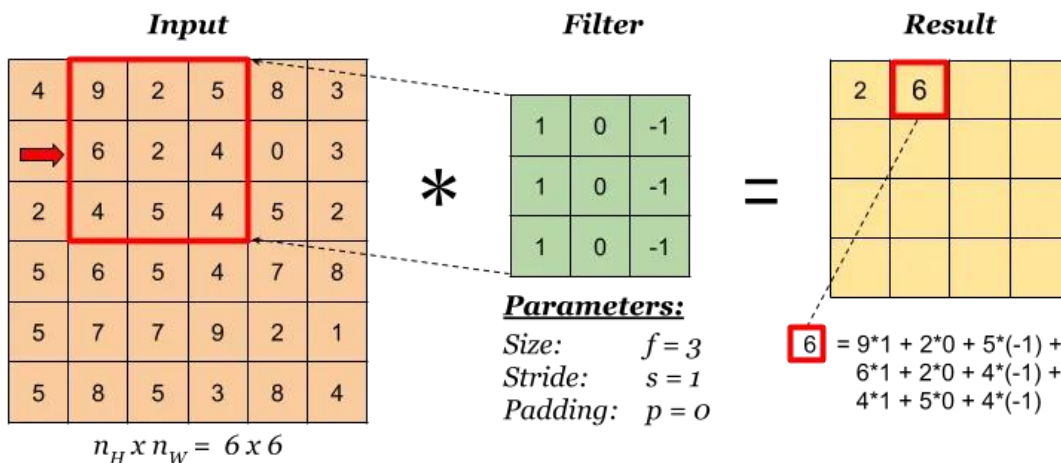 Input
4 9 2 5 8 3
6 2 4 0 3
2 4 5 4 5 2
5 6 5 4 7 8
5 7 7 9 2 1
5 8 5 3 8 4
n_H x n_W = 6 x 6
*
Filter
1 0 -1
1 0 -1
1 0 -1
Parameters:
Size: f = 3
Stride: s = 1
Padding: p = 0
=
Result
2 6
6 = 9*1 + 2*0 + 5*(-1) +
6*1 + 2*0 + 4*(-1) +
4*1 + 5*0 + 4*(-1)